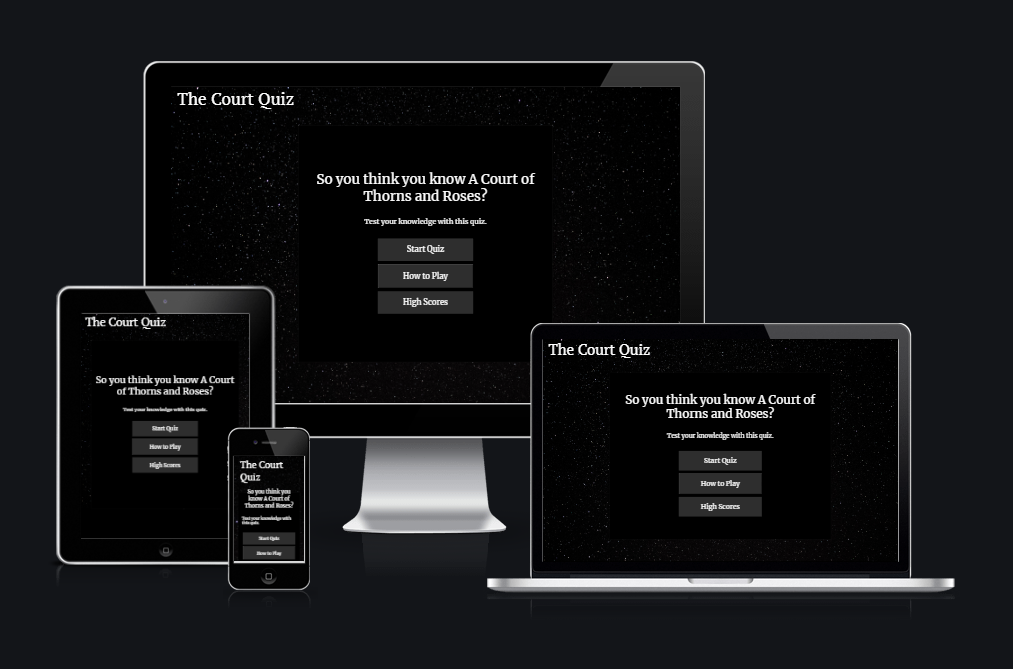 The Court Quiz
So you think you know A Court of
Thorns and Roses?
Test your knowledge with this quiz.
Start Quiz
How to Play
High Scores
The Court Quiz
So you think you know A Court
of Thorns and Roses?
Test your knowledge with this quiz.
Start Quiz
How to Play
High Scores
The Court
Quiz
So you think you
know A Court of
Thorns and Roses?
Test your knowledge with
this quiz.
Start Quiz
How to Play
The Court Quiz
So you think you know A Court of
Thorns and Roses?
Test your knowledge with this quiz.
Start Quiz
How to Play
High Scores